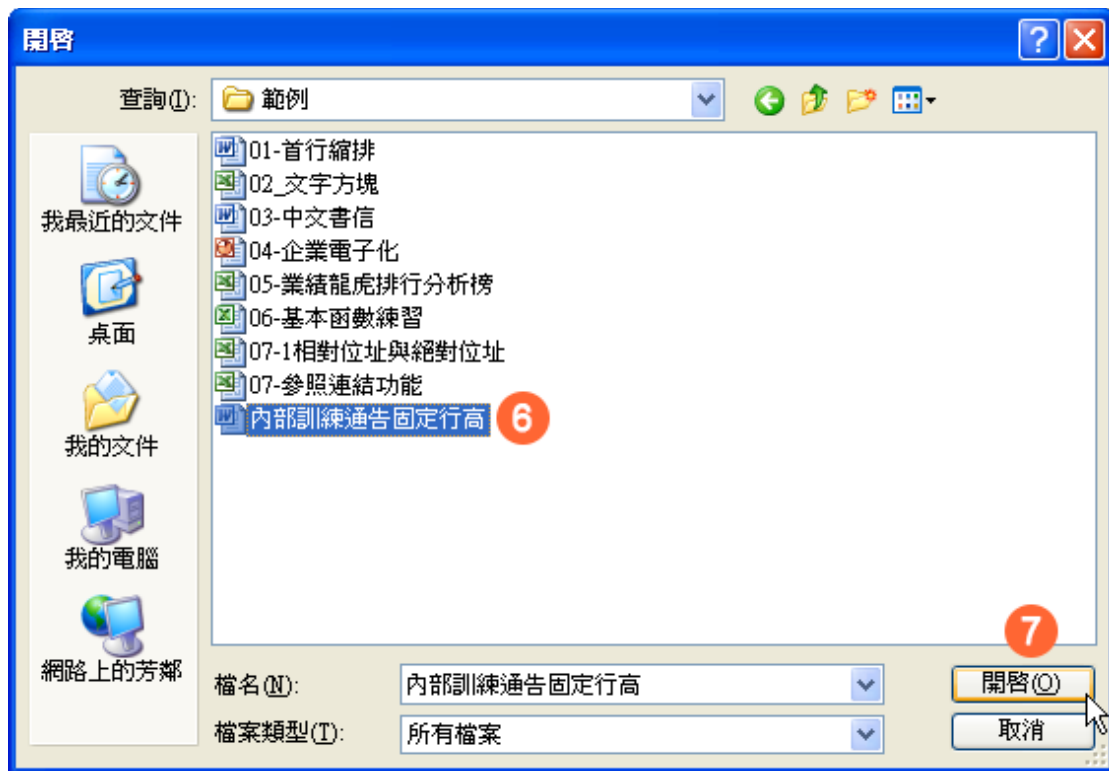 開啓
查詢(I):
範例
我最近的文件
桌面
我的文件
我的電腦
網路上的芳鄰
01-首行縮排
02_文字方塊
03-中文書信
04-企業電子化
05-業績龍虎排行分析榜
06-基本函數練習
07-1相對位址與絕對位址
07-參照連結功能
內部訓練通告固定行高
6
7
檔名(N):
內部訓練通告固定行高
開啓(O)
檔案類型(T):
所有檔案
取消